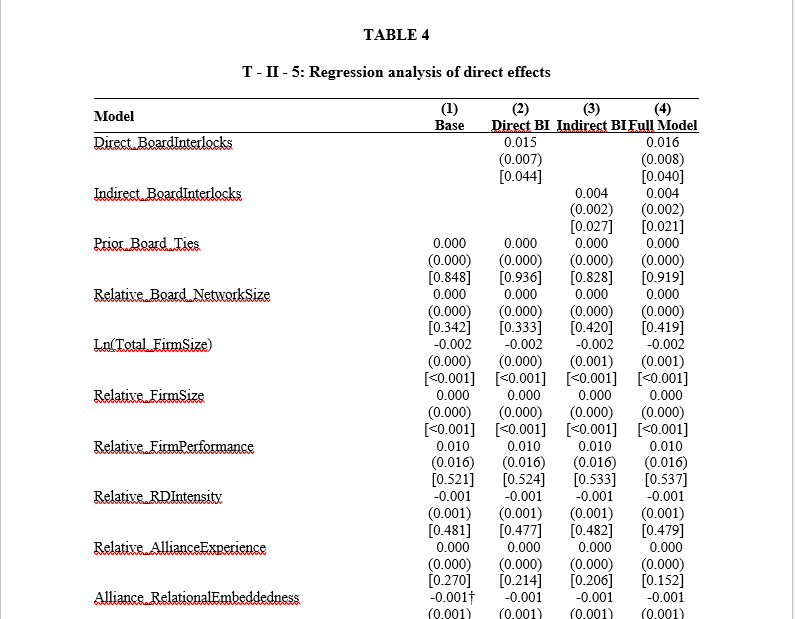 TABLE 4
T - II - 5: Regression analysis of direct effects
Model (1) (2) (3) (4)
Base Direct BI Indirect BI Full Model
Direct_BoardInterlocks 0.015 0.016
(0.007) (0.008)
[0.044] [0.040]
Indirect_BoardInterlocks 0.004 0.004
(0.002) (0.002)
[0.027] [0.021]
Prior_Board_Ties 0.000 0.000 0.000 0.000
(0.000) (0.000) (0.000) (0.000)
[0.848] [0.936] [0.828] [0.919]
Relative_Board_NetworkSize 0.000 0.000 0.000 0.000
(0.000) (0.000) (0.000) (0.000)
[0.342] [0.333] [0.420] [0.419]
Ln(Total_FirmSize) -0.002 -0.002 -0.002 -0.002
(0.000) (0.000) (0.001) (0.001)
[<0.001] [<0.001] [<0.001] [<0.001]
Relative_FirmSize 0.000 0.000 0.000 0.000
(0.000) (0.000) (0.000) (0.000)
[<0.001] [<0.001] [<0.001] [<0.001]
Relative_FirmPerformance 0.010 0.010 0.010 0.010
(0.016) (0.016) (0.016) (0.016)
[0.521] [0.524] [0.533] [0.537]
Relative_RDIntensity -0.001 -0.001 -0.001 -0.001
(0.001) (0.001) (0.001) (0.001)
[0.481] [0.477] [0.482] [0.479]
Relative_AllianceExperience 0.000 0.000 0.000 0.000
(0.000) (0.000) (0.000) (0.000)
[0.270] [0.214] [0.206] [0.152]
Alliance_RelationalEmbeddedness -0.001† -0.001 -0.001 -0.001
(0.001) (0.001) (0.001) (0.001)